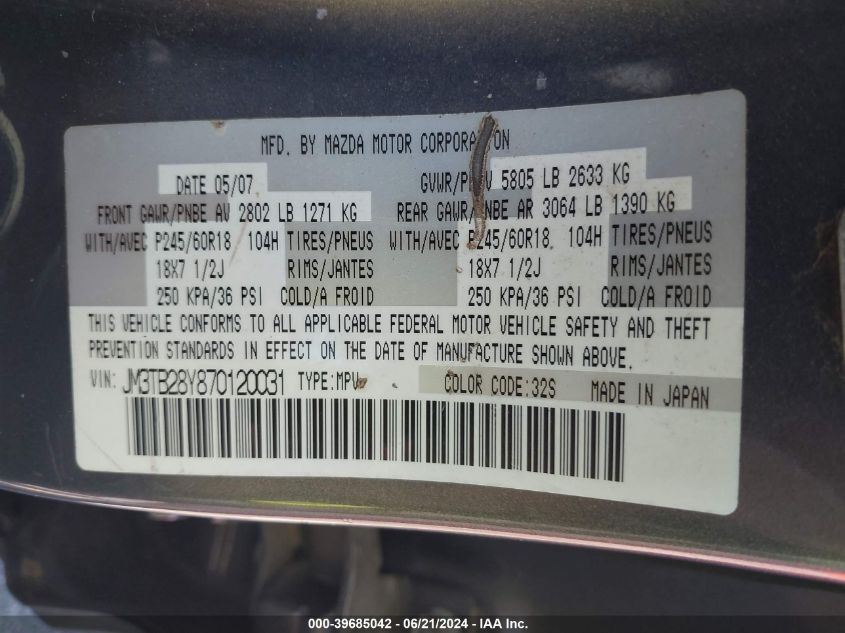 MFD. BY MAZDA MOTOR CORPORATION
DATE 05/07 GVWR/PNBV 5805 LB 2633 KG
FRONT GAWR/PNBE AV 2802 LB 1271 KG REAR GAWR/PNBE AR 3064 LB 1390 KG
WITH/AVEC P245/60R18 104H TIRES/PNEUS WITH/AVEC P245/60R18 104H TIRES/PNEUS
18X7 1/2J RIMS/JANTES 18X7 1/2J RIMS/JANTES
250 KPA/36 PSI COLD/A FROID 250 KPA/36 PSI COLD/A FROID
THIS VEHICLE CONFORMS TO ALL APPLICABLE FEDERAL MOTOR VEHICLE SAFETY AND THEFT
PREVENTION STANDARDS IN EFFECT ON THE DATE OF MANUFACTURE SHOWN ABOVE.
VIN: JM3TB28Y870120031 TYPE:MPV COLOR CODE:32S MADE IN JAPAN
000-39685042 - 06/21/2024 - IAA Inc.